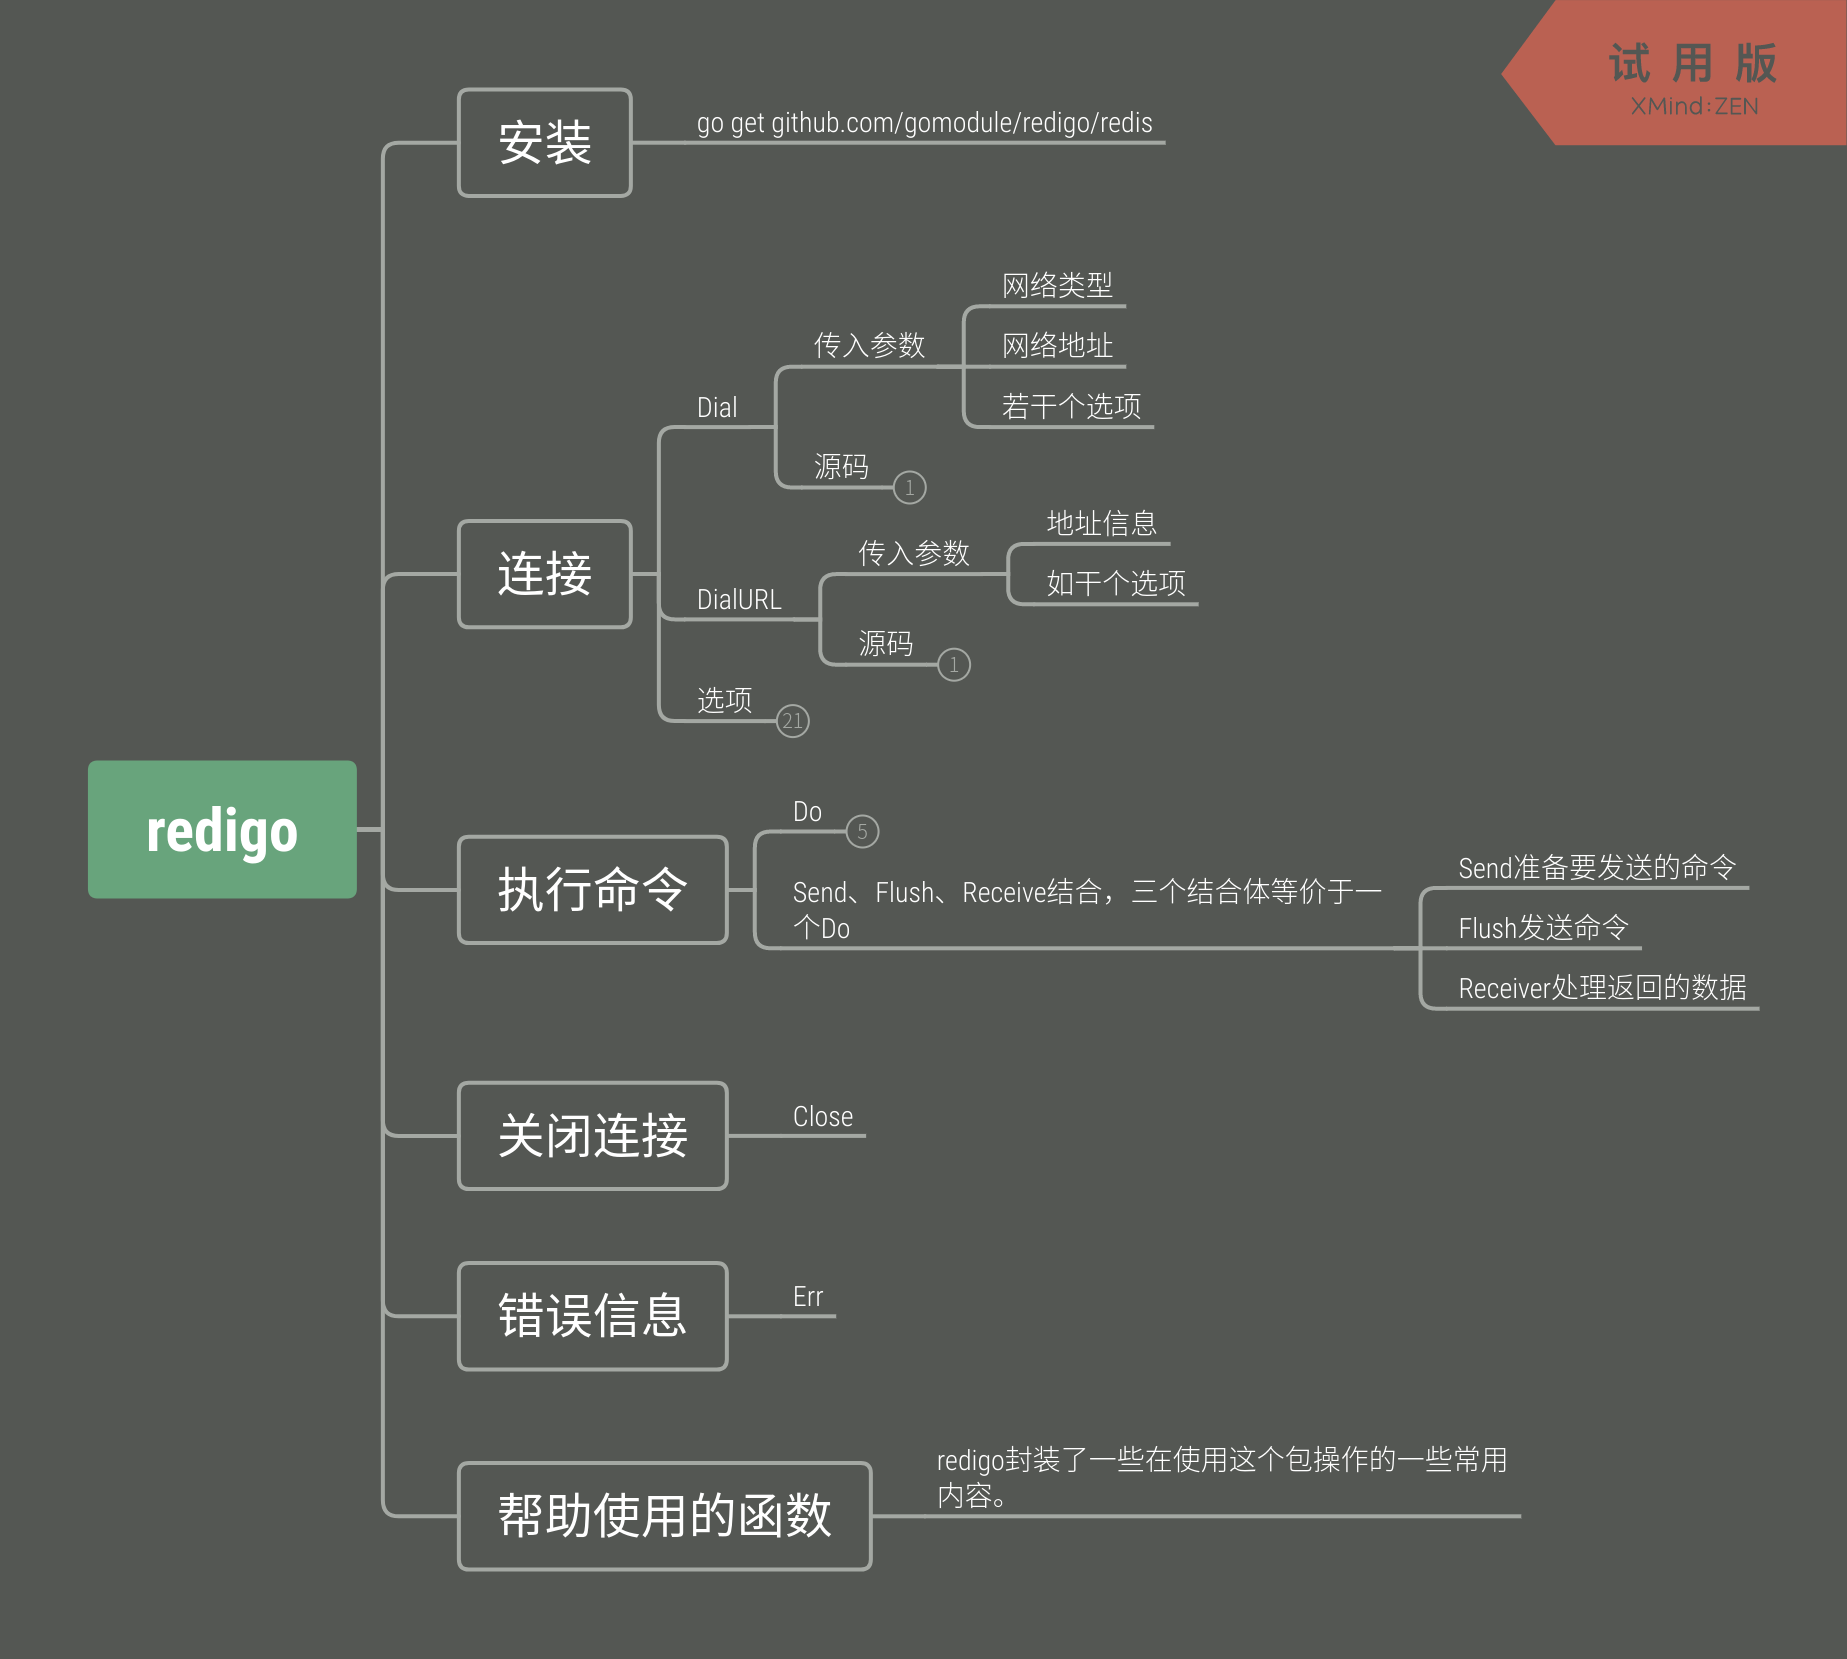 试用版
XMind:ZEN
安装
go get github.com/gomodule/redigo/redis
网络类型
传入参数
网络地址
Dial
若干个选项
源码
1
地址信息
连接
传入参数
如干个选项
DialURL
源码
1
选项
21
redigo
Do
5
执行命令
Send、Flush、Receive结合，三个结合体等价于一
个Do
Send准备要发送的命令
Flush发送命令
Receiver处理返回的数据
关闭连接
Close
错误信息
Err
帮助使用的函数
redigo封装了一些在使用这个包操作的一些常用
内容。